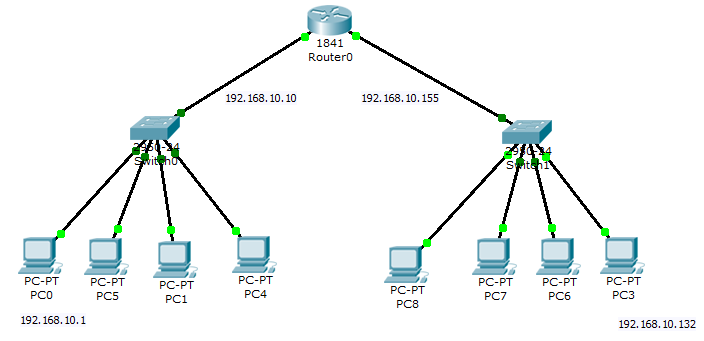 1841
Router0
192.168.10.10
192.168.10.155
2950-24
Switch0
2950-24
Switch1
PC-PT
PC0
PC-PT
PC5
PC-PT
PC1
PC-PT
PC4
PC-PT
PC8
PC-PT
PC7
PC-PT
PC6
PC-PT
PC3
192.168.10.1
192.168.10.132